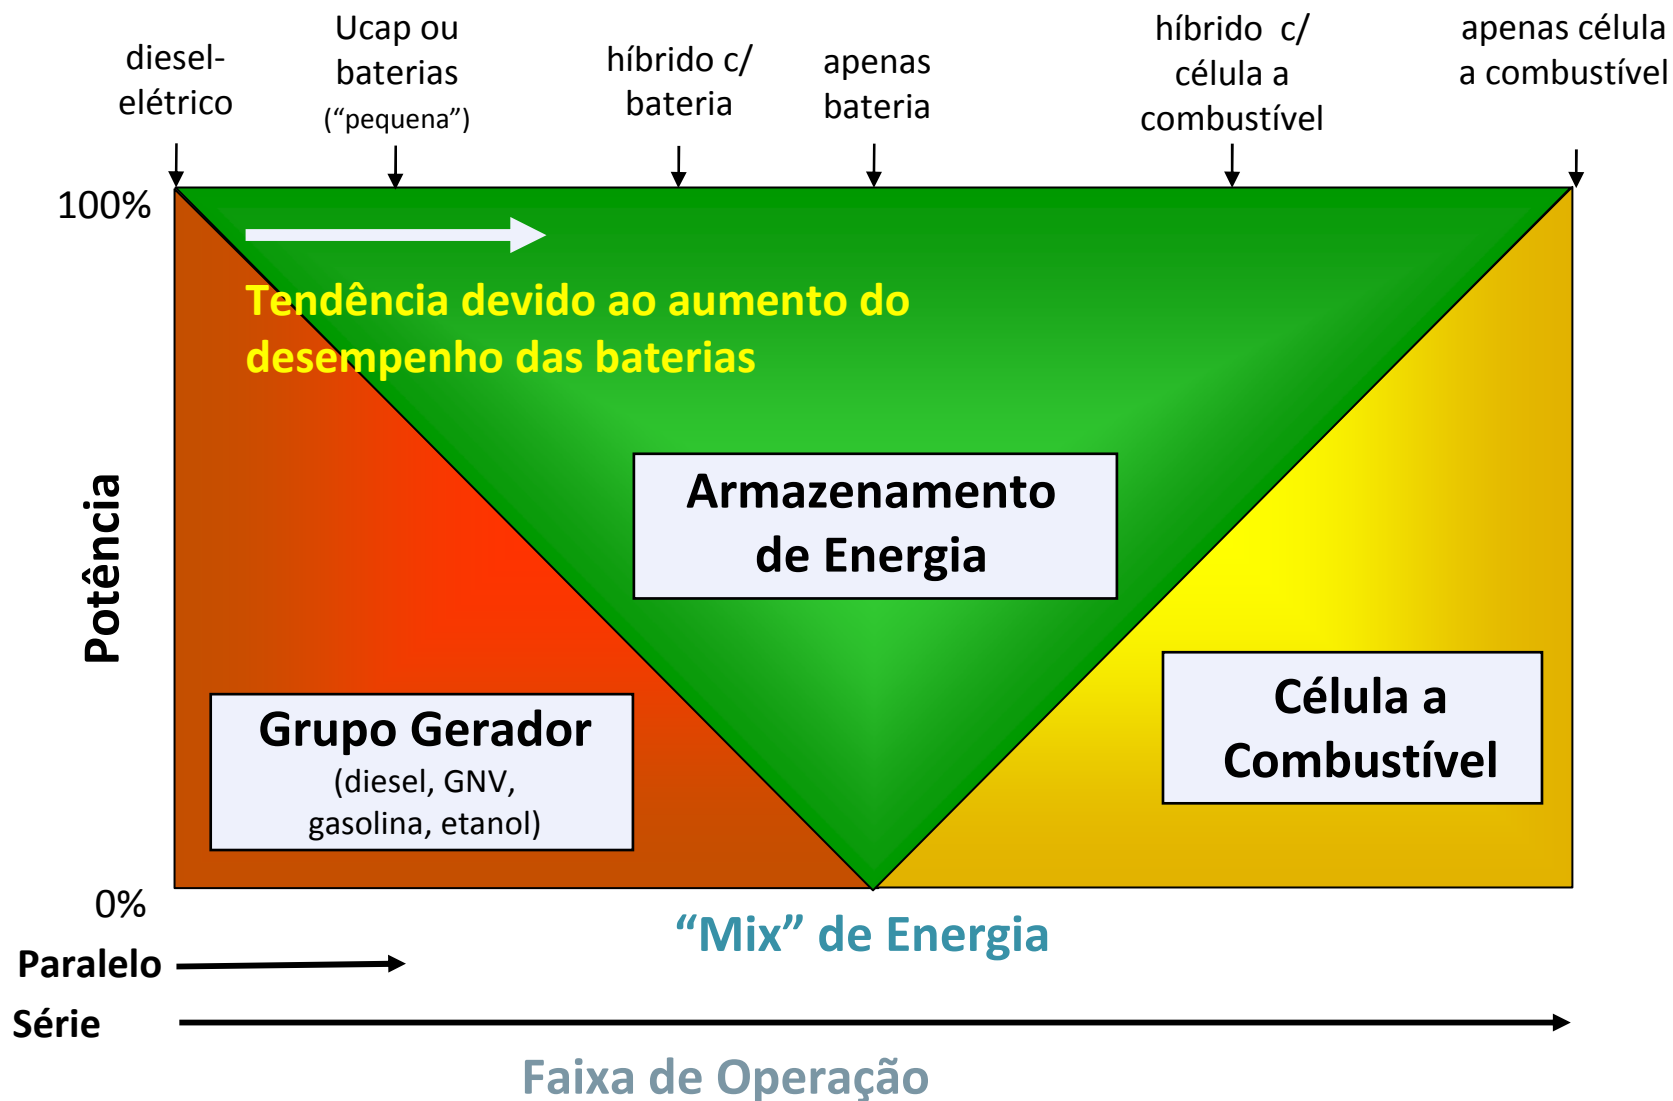 diesel-
elétrico
Ucap ou
baterias
(“pequena”)
híbrido c/
bateria
apenas
bateria
híbrido  c/
célula a
combustível
apenas célula
a combustível
100%
Tendência devido ao aumento do
desempenho das baterias
Potência
Armazenamento
de Energia
Grupo Gerador
(diesel, GNV,
gasolina, etanol)
Célula a
Combustível
0%
“Mix” de Energia
Paralelo
Série
Faixa de Operação